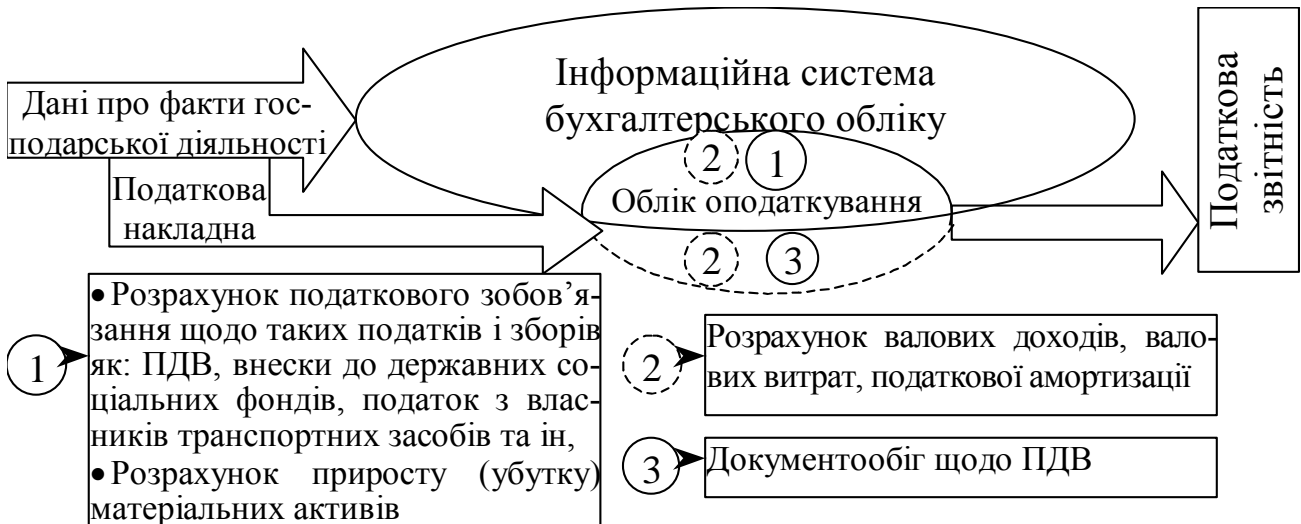 Інформаційна система
бухгалтерського обліку
Дані про факти гос-
подарської діяльності
Податкова
накладна
2
1
Облік оподаткування
2
3
Податкова
звітність
1
• Розрахунок податкового зобов’я-
зання щодо таких податків і зборів
як: ПДВ, внески до державних со-
ціальних фондів, податок з влас-
ників транспортних засобів та ін,
• Розрахунок приросту (убутку)
матеріальних активів
2
Розрахунок валових доходів, вало-
ових витрат, податкової амортизації
3
Документообіг щодо ПДВ